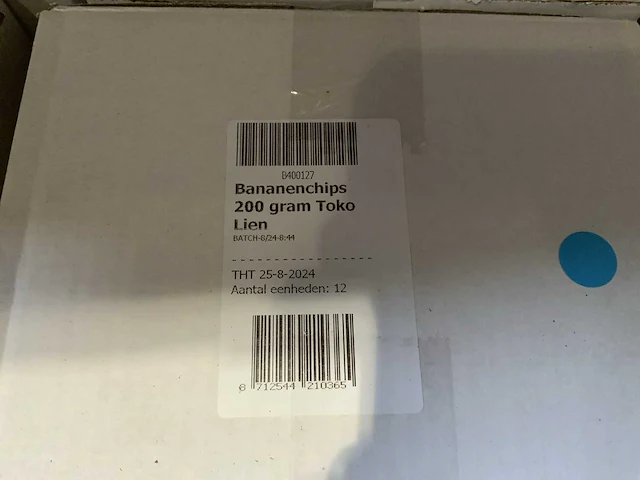 B400127
Bananenchips
200 gram Toko
Lien
BATCH-8/24-8:44
THT 25-8-2024
Aantal eenheden: 12
8 712544 210365